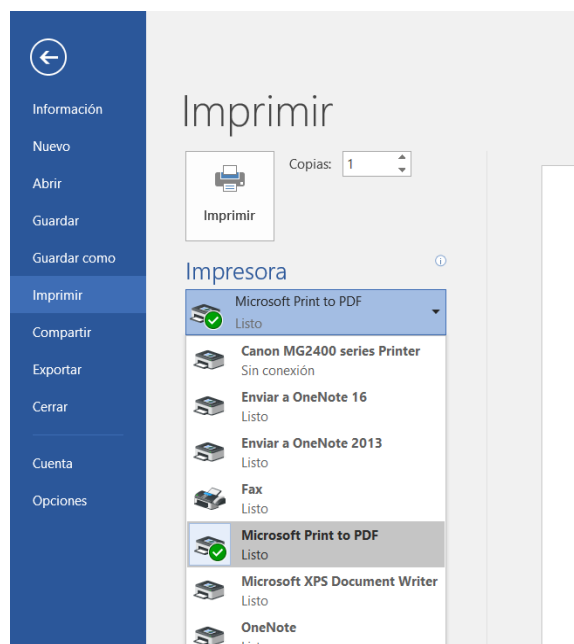 Información
Nuevo
Abrir
Guardar
Guardar como
Imprimir
Compartir
Exportar
Cerrar
Cuenta
Opciones
Imprimir
Copias: 1
Imprimir
Impresora
Microsoft Print to PDF
Listo
Canon MG2400 series Printer
Sin conexión
Enviar a OneNote 16
Listo
Enviar a OneNote 2013
Listo
Fax
Listo
Microsoft Print to PDF
Listo
Microsoft XPS Document Writer
Listo
OneNote